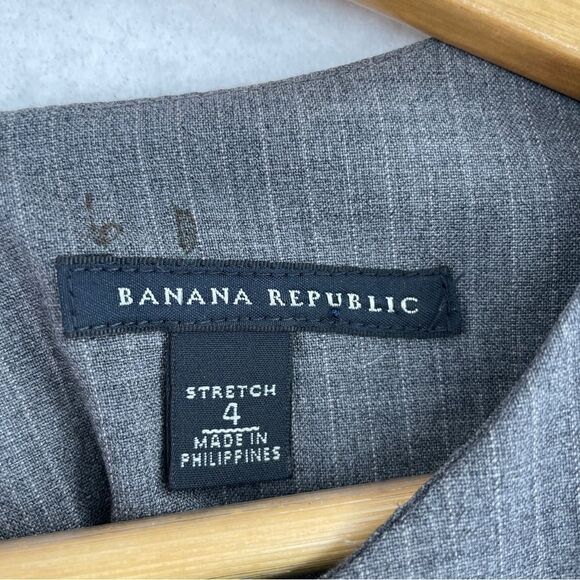 BANANA REPUBLIC
STRETCH
4
MADE IN
PHILIPPINES